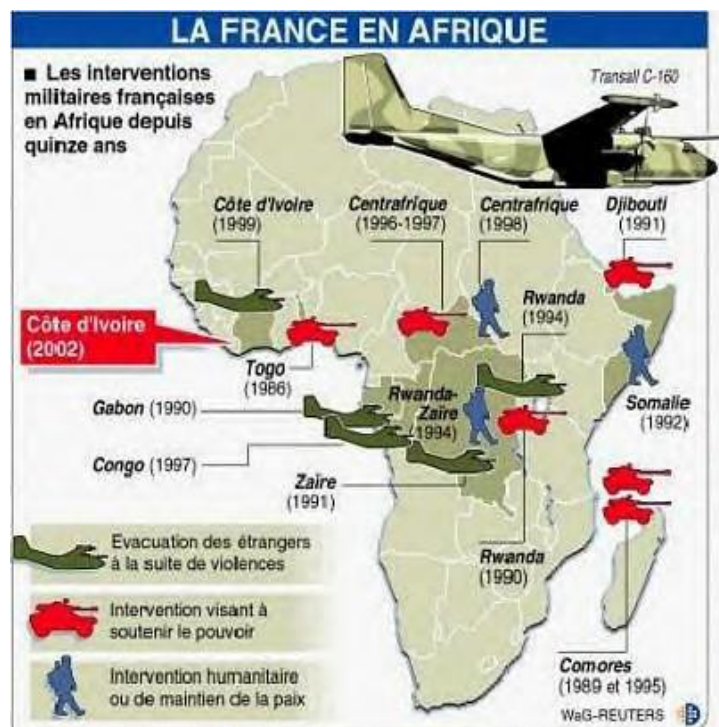 LA FRANCE EN AFRIQUE
■ Les interventions
militaires françaises
en Afrique depuis
quinze ans
Transall C-160
Côte d'Ivoire
(1999)
Centrafrique
(1996-1997)
Centrafrique
(1998)
Djibouti
(1991)
Rwanda
(1994)
Côte d'Ivoire
(2002)
Togo
(1986)
Rwanda-
Zaïre
(1994)
Somalie
(1992)
Gabon (1990)
Congo (1997)
Zaïre
(1991)
Rwanda
(1990)
Comores
(1989 et 1995)
Evacuation des étrangers
à la suite de violences
Intervention visant à
soutenir le pouvoir
Intervention humanitaire
ou de maintien de la paix
WaG-REUTERS